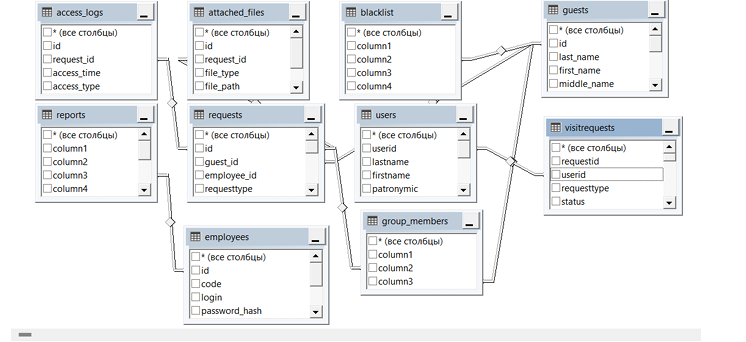 access_logs
* (все столбцы)
id
request_id
access_time
access_type
attached_files
* (все столбцы)
id
request_id
file_type
file_path
blacklist
* (все столбцы)
column1
column2
column3
column4
guests
* (все столбцы)
id
last_name
first_name
middle_name
reports
* (все столбцы)
column1
column2
column3
column4
requests
* (все столбцы)
id
guest_id
employee_id
requesttype
users
* (все столбцы)
userid
lastname
firstname
patronymic
visitrequests
* (все столбцы)
requestid
userid
requesttype
status
employees
* (все столбцы)
id
code
login
password_hash
group_members
* (все столбцы)
column1
column2
column3